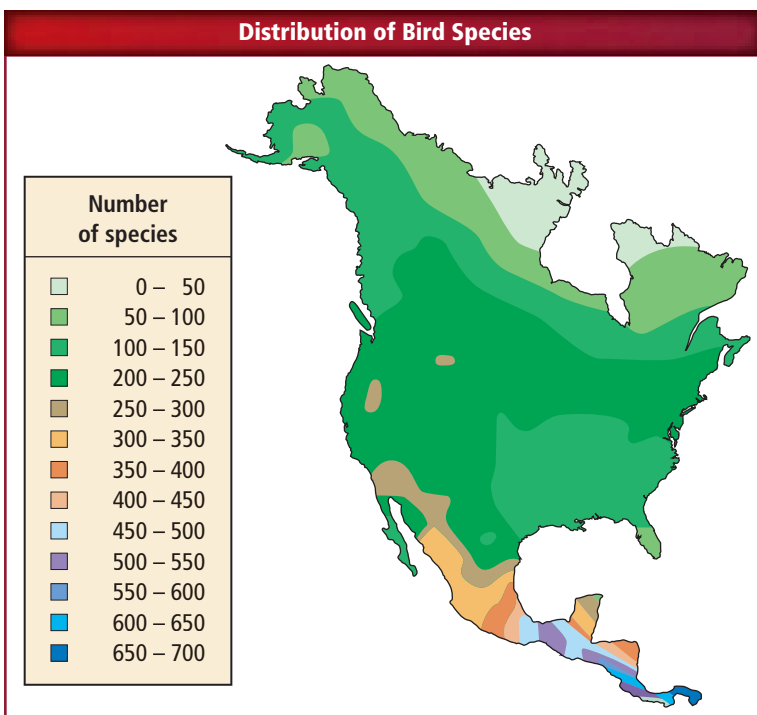 Distribution of Bird Species
Number
of species
0 – 50
50 – 100
100 – 150
200 – 250
250 – 300
300 – 350
350 – 400
400 – 450
450 – 500
500 – 550
550 – 600
600 – 650
650 – 700